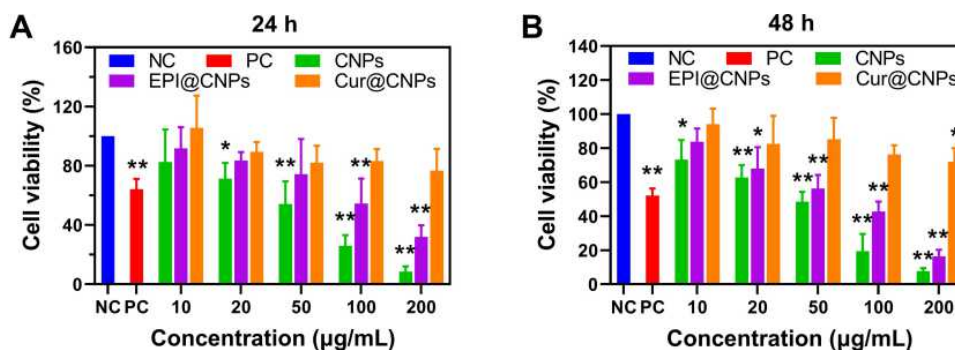 A
24 h
Cell viability (%)
160
120
80
40
0
NC
PC
CNPs
EPI@CNPs
Cur@CNPs
**
*
**
**
**
**
**
NC PC 10 20 50 100 200
Concentration (µg/mL)
B
48 h
Cell viability (%)
140
120
100
80
60
40
20
0
NC
PC
CNPs
EPI@CNPs
Cur@CNPs
**
*
**
*
**
**
**
**
**
**
*
NC PC 10 20 50 100 200
Concentration (µg/mL)